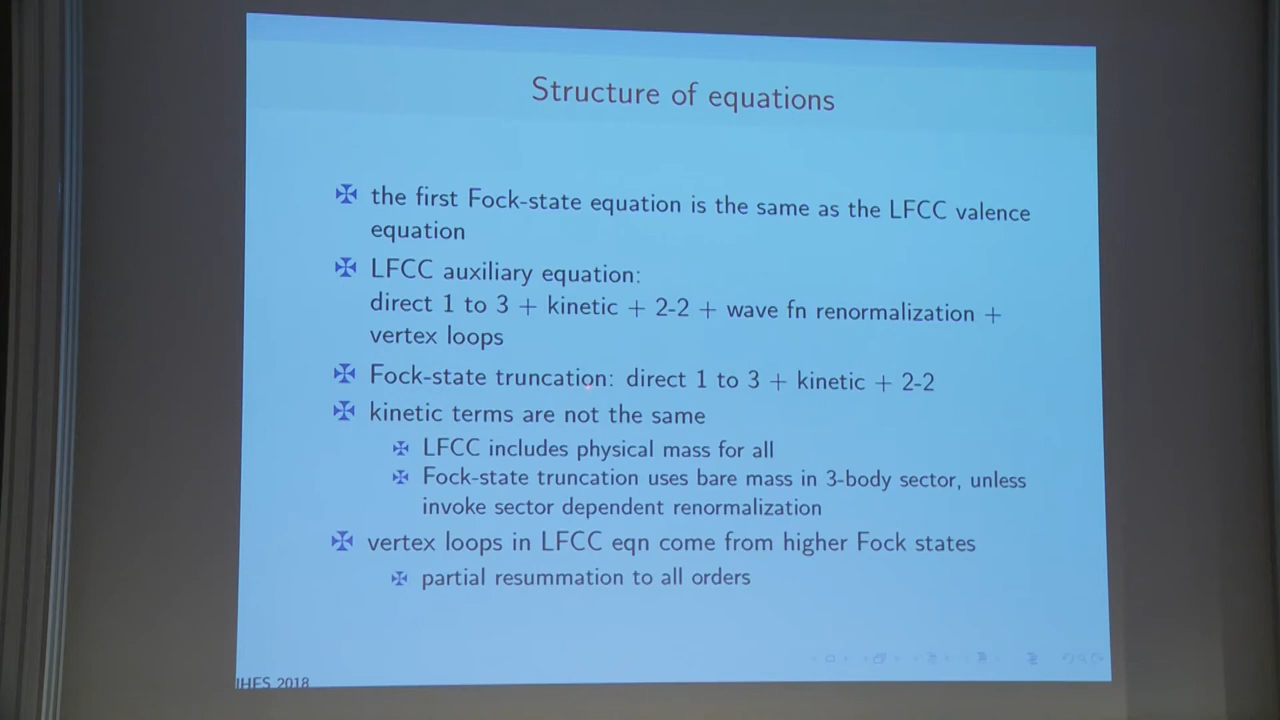 Structure of equations
the first Fock-state equation is the same as the LFCC valence
equation
LFCC auxiliary equation:
direct 1 to 3 + kinetic + 2-2 + wave fn renormalization +
vertex loops
Fock-state truncation: direct 1 to 3 + kinetic + 2-2
kinetic terms are not the same
LFCC includes physical mass for all
Fock-state truncation uses bare mass in 3-body sector, unless
invoke sector dependent renormalization
vertex loops in LFCC eqn come from higher Fock states
partial resummation to all orders
IHES 2018